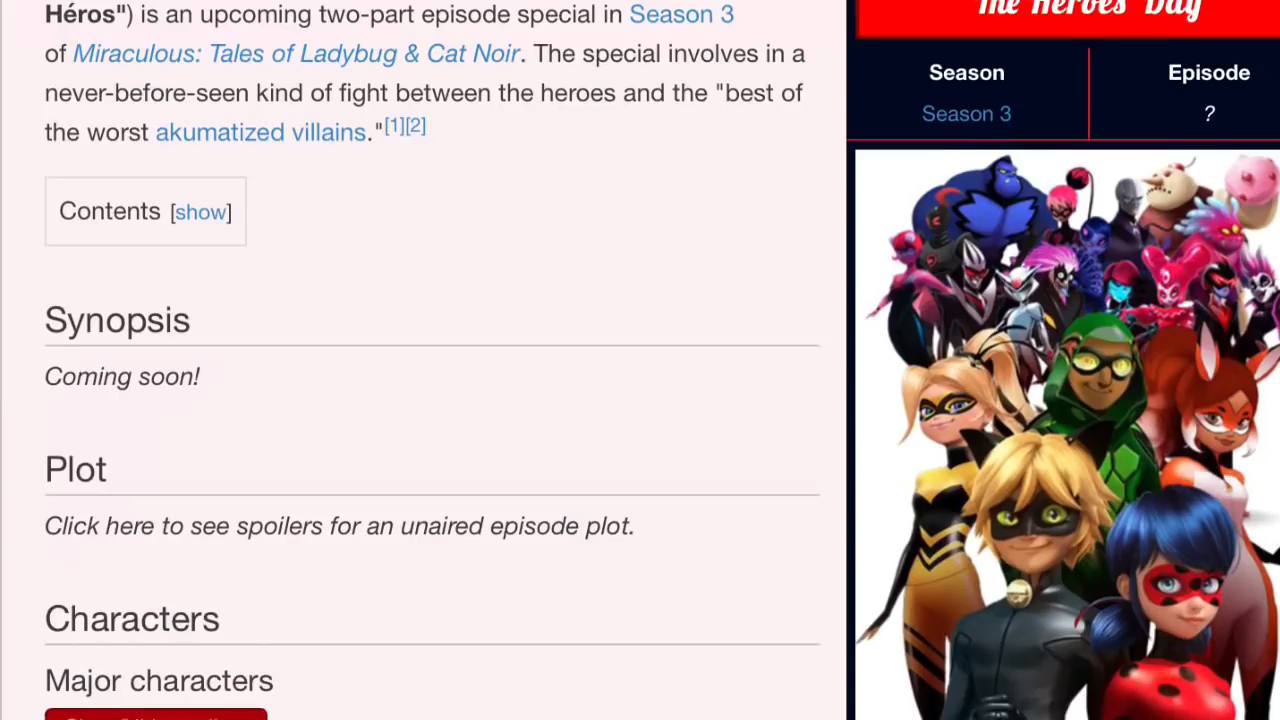 Héros") is an upcoming two-part episode special in Season 3
of Miraculous: Tales of Ladybug & Cat Noir. The special involves in a
never-before-seen kind of fight between the heroes and the "best of
the worst akumatized villains."[1][2]
Contents [show]
Synopsis
Coming soon!
Plot
Click here to see spoilers for an unaired episode plot.
Characters
Major characters
The Heroes' Day
Season
Episode
Season 3
?